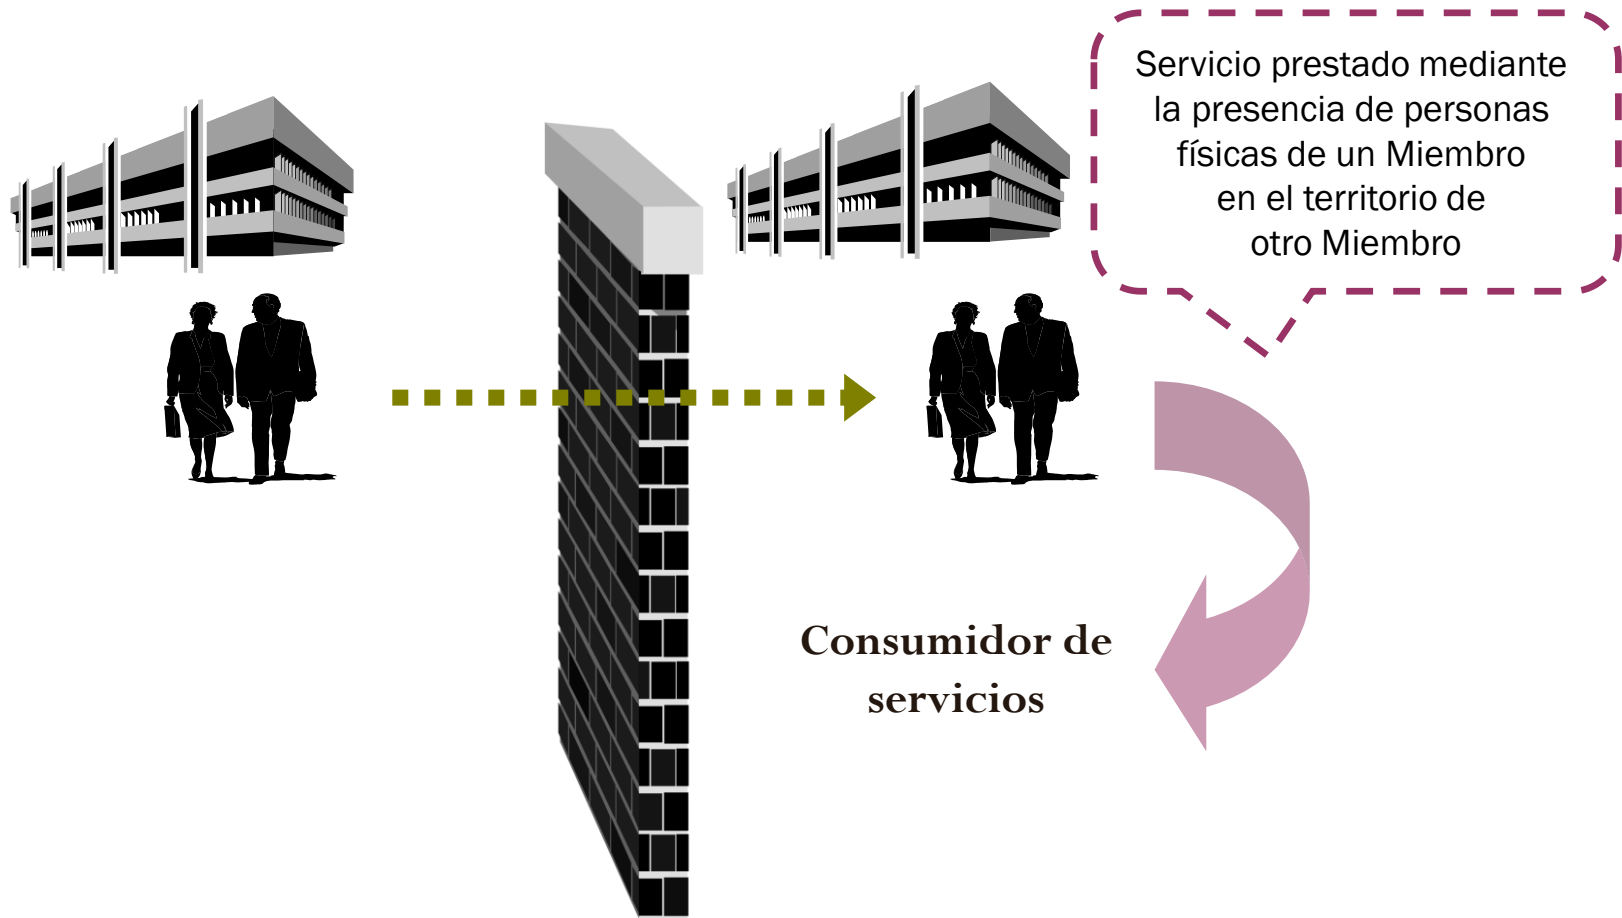 Servicio prestado mediante
la presencia de personas
físicas de un Miembro
en el territorio de
otro Miembro
Consumidor de
servicios